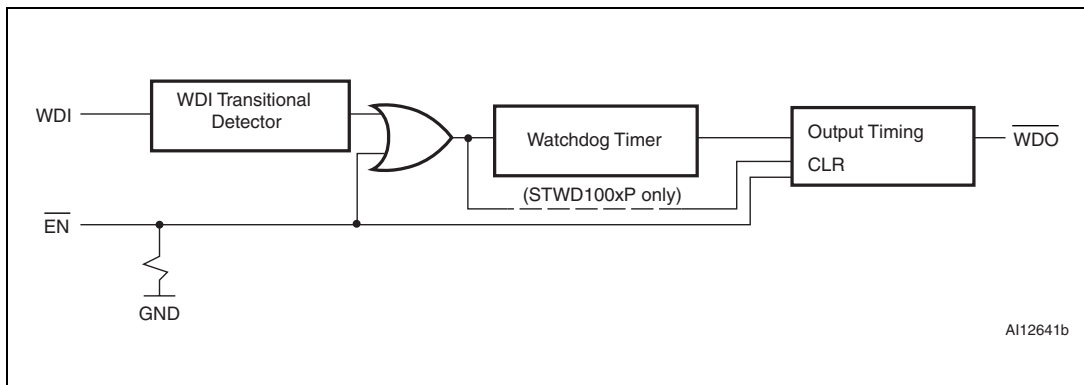 WDI
WDI Transitional
Detector
Watchdog Timer
Output Timing
CLR
WDO
(STWD100xP only)
EN
GND
AI12641b